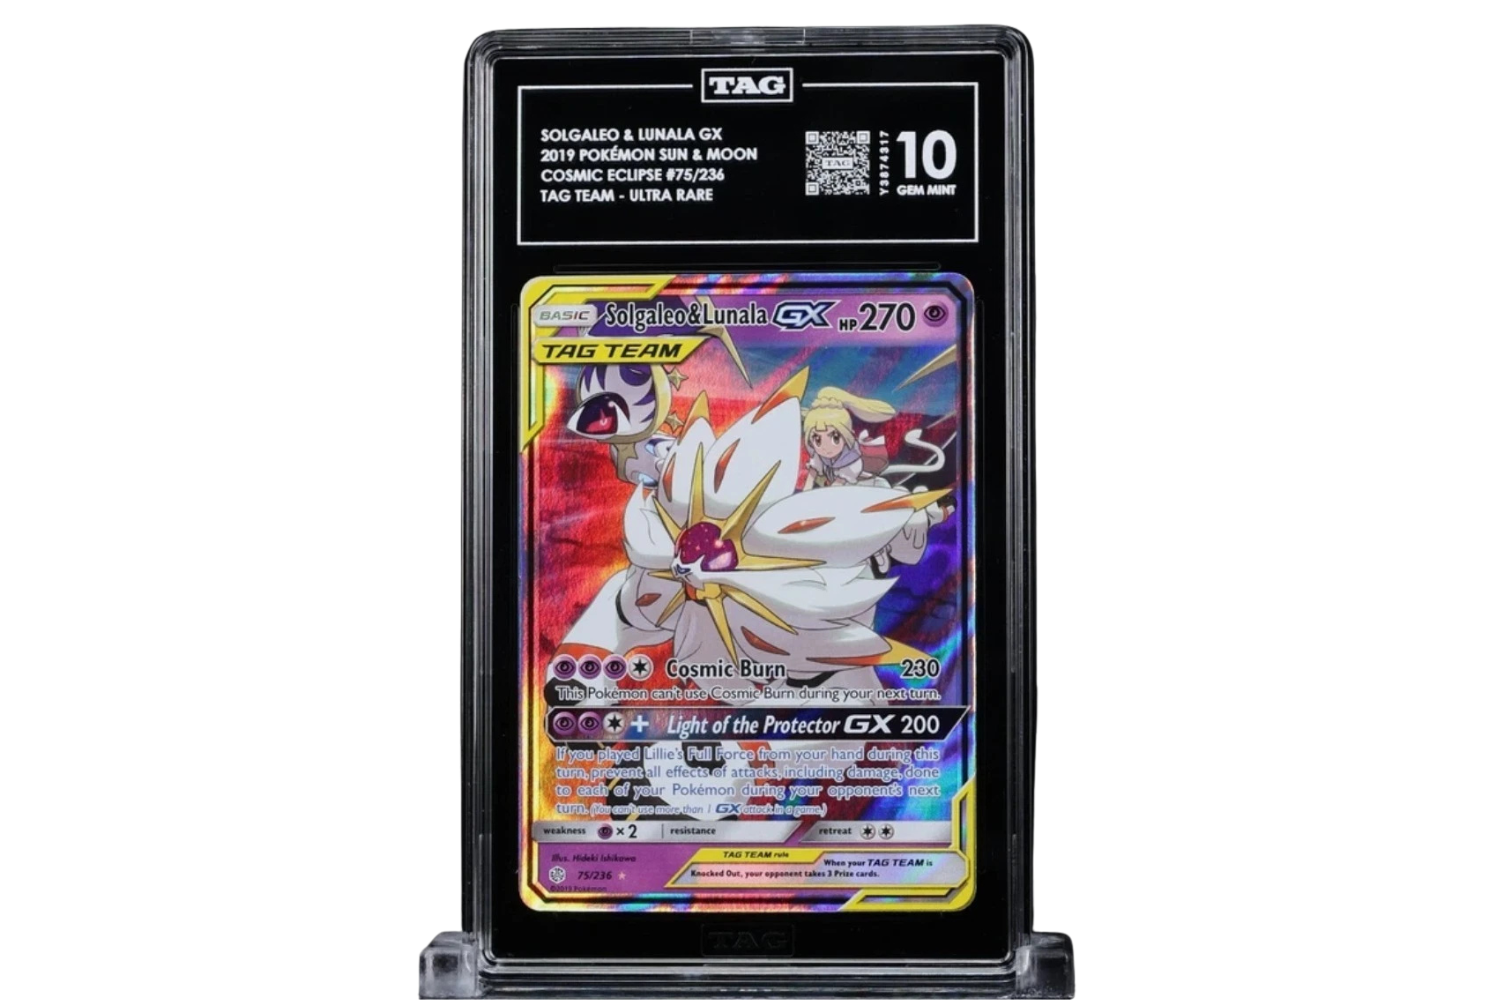 TAG
SOLGALEO & LUNALA GX
2019 POKÉMON SUN & MOON
COSMIC ECLIPSE #75/236
TAG TEAM - ULTRA RARE
TAG
Y3874317
10
GEM MINT
BASIC Solgaleo&Lunala GX HP270
TAG TEAM
Cosmic Burn 230
This Pokémon can't use Cosmic Burn during your next turn.
+ Light of the Protector GX 200
If you played Lillie's Full Force from your hand during this
turn, prevent all effects of attacks, including damage, done
to each of your Pokémon during your opponent's next
turn. (You can't use more than 1 GX attack in a game.)
weakness ×2 resistance retreat
Illus. Hideki Ishikawa
75/236
©2019 Pokémon
TAG TEAM rule
When your TAG TEAM is
Knocked Out, your opponent takes 3 Prize cards.
TAG